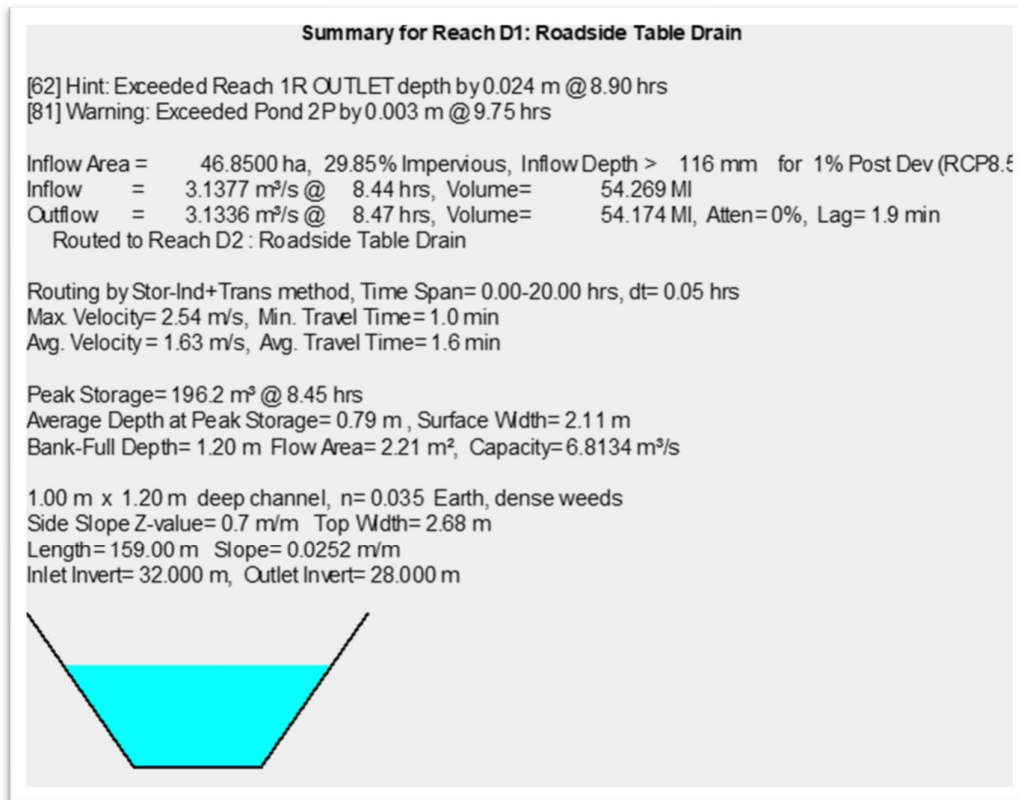 Summary for Reach D1: Roadside Table Drain
[62] Hint: Exceeded Reach 1R OUTLET depth by 0.024 m @ 8.90 hrs
[81] Warning: Exceeded Pond 2P by 0.003 m @ 9.75 hrs
Inflow Area = 46.8500 ha, 29.85% Impervious, Inflow Depth > 116 mm for 1% Post Dev (RCP8.5
Inflow = 3.1377 m³/s @ 8.44 hrs, Volume= 54.269 Ml
Outflow = 3.1336 m³/s @ 8.47 hrs, Volume= 54.174 Ml, Atten= 0%, Lag= 1.9 min
Routed to Reach D2 : Roadside Table Drain
Routing by Stor-Ind+Trans method, Time Span= 0.00-20.00 hrs, dt= 0.05 hrs
Max. Velocity= 2.54 m/s, Min. Travel Time= 1.0 min
Avg. Velocity = 1.63 m/s, Avg. Travel Time= 1.6 min
Peak Storage= 196.2 m³ @ 8.45 hrs
Average Depth at Peak Storage= 0.79 m , Surface Width= 2.11 m
Bank-Full Depth= 1.20 m Flow Area= 2.21 m², Capacity= 6.8134 m³/s
1.00 m x 1.20 m deep channel, n= 0.035 Earth, dense weeds
Side Slope Z-value= 0.7 m/m Top Width= 2.68 m
Length= 159.00 m Slope= 0.0252 m/m
Inlet Invert= 32.000 m, Outlet Invert= 28.000 m